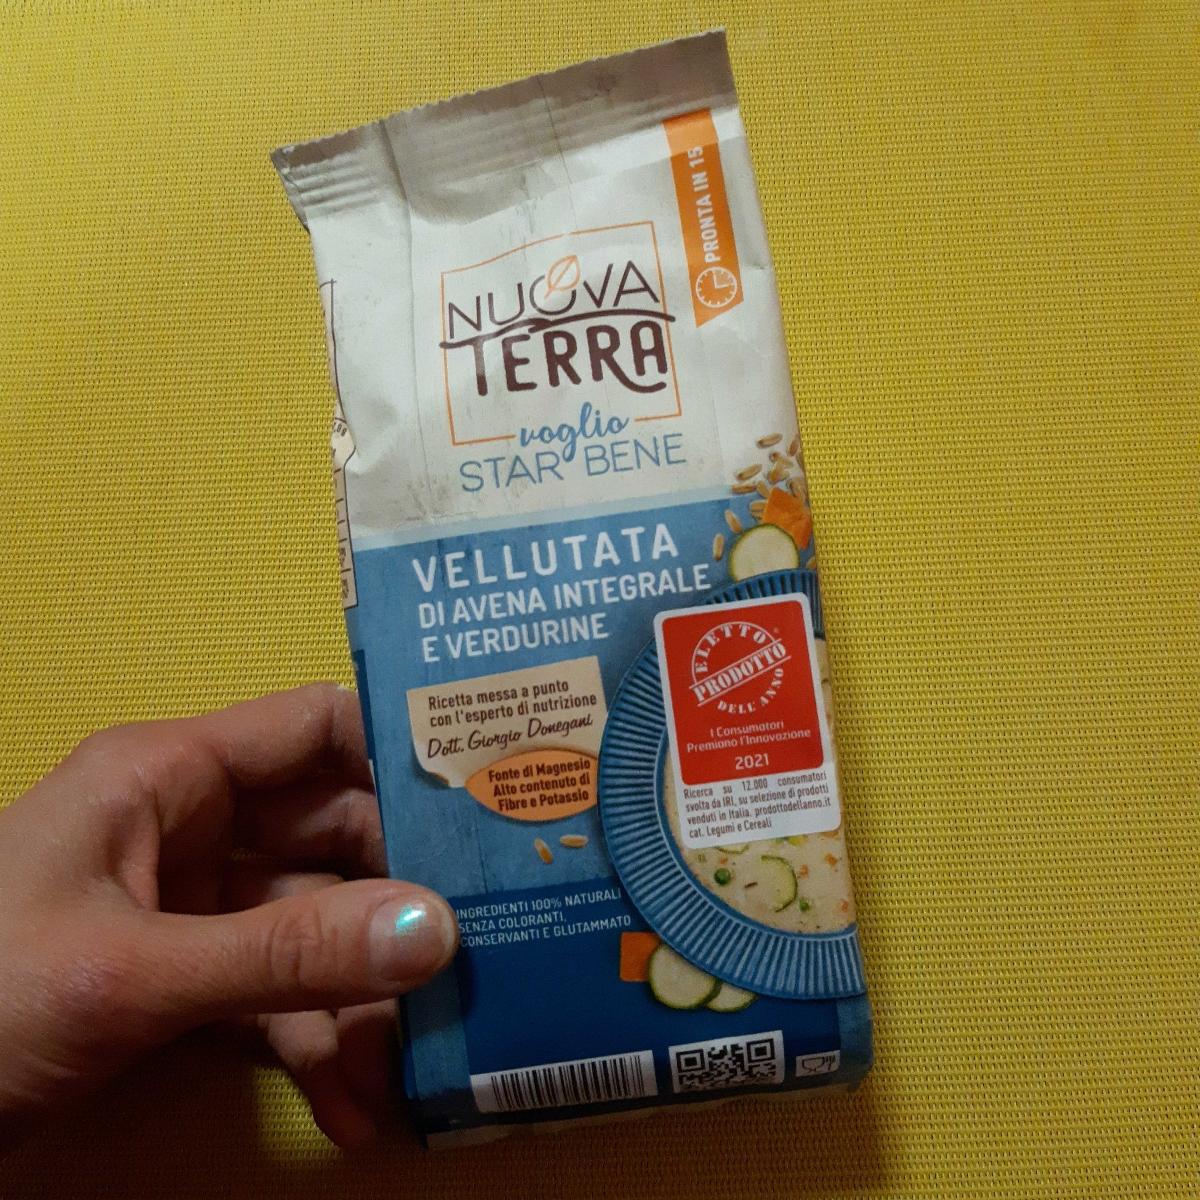 PRONTA IN 15
NUOVA
TERRA
voglio
STAR BENE
VELLUTATA
DI AVENA INTEGRALE
E VERDURINE
Ricetta messa a punto
con l'esperto di nutrizione
Dott. Giorgio Donegani
Fonte di Magnesio
Alto contenuto di
Fibre e Potassio
ELETTO
PRODOTTO
DELL'ANNO
®
I Consumatori
Premiano l'Innovazione
2021
Ricerca su 12.000 consumatori
svolta da IRI, su selezione di prodotti
venduti in Italia. prodottodellanno.it
cat. Legumi e Cereali
INGREDIENTI 100% NATURALI
SENZA COLORANTI,
CONSERVANTI E GLUTAMMATO